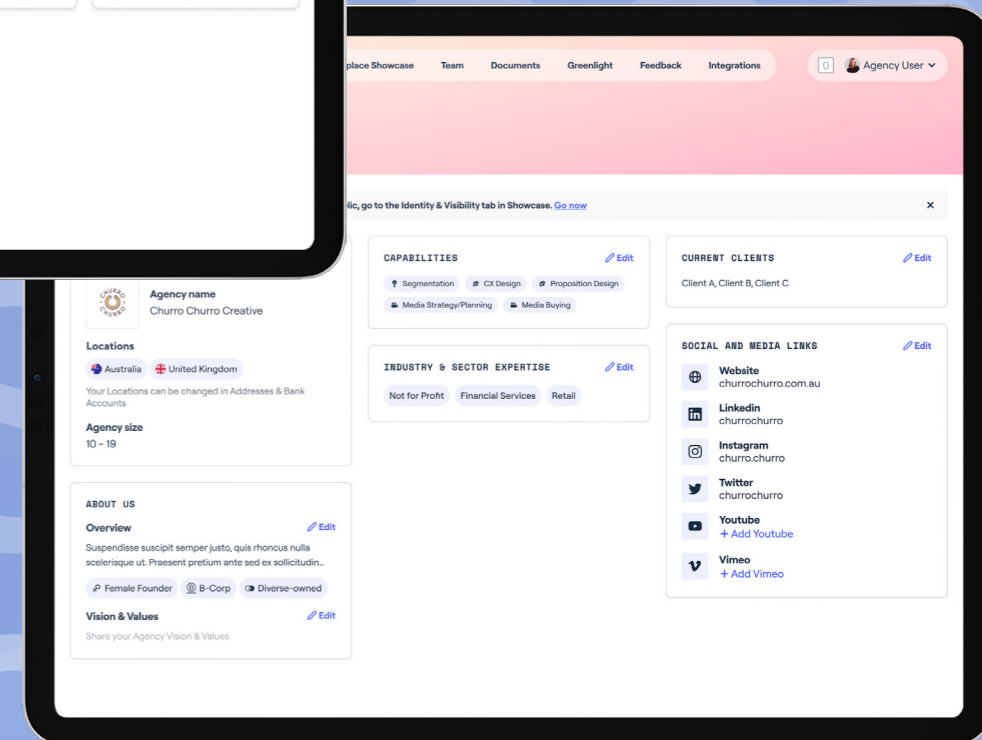 place Showcase Team Documents Greenlight Feedback Integrations
0 Agency User
go to the Identity & Visibility tab in Showcase. Go now
Agency name
Churro Churro Creative
CHURRO
CHURRO
Locations
Australia United Kingdom
Your Locations can be changed in Addresses & Bank
Accounts
Agency size
10 - 19
ABOUT US
Overview Edit
Suspendisse suscipit semper justo, quis rhoncus nulla
scelerisque ut. Praesent pretium ante sed ex sollicitudin...
Female Founder B-Corp Diverse-owned
Vision & Values Edit
Share your Agency Vision & Values
CAPABILITIES Edit
Segmentation CX Design Proposition Design
Media Strategy/Planning Media Buying
INDUSTRY & SECTOR EXPERTISE Edit
Not for Profit Financial Services Retail
CURRENT CLIENTS Edit
Client A, Client B, Client C
SOCIAL AND MEDIA LINKS Edit
Website
churrochurro.com.au
Linkedin
churrochurro
Instagram
churro.churro
Twitter
churrochurro
Youtube
+ Add Youtube
Vimeo
+ Add Vimeo